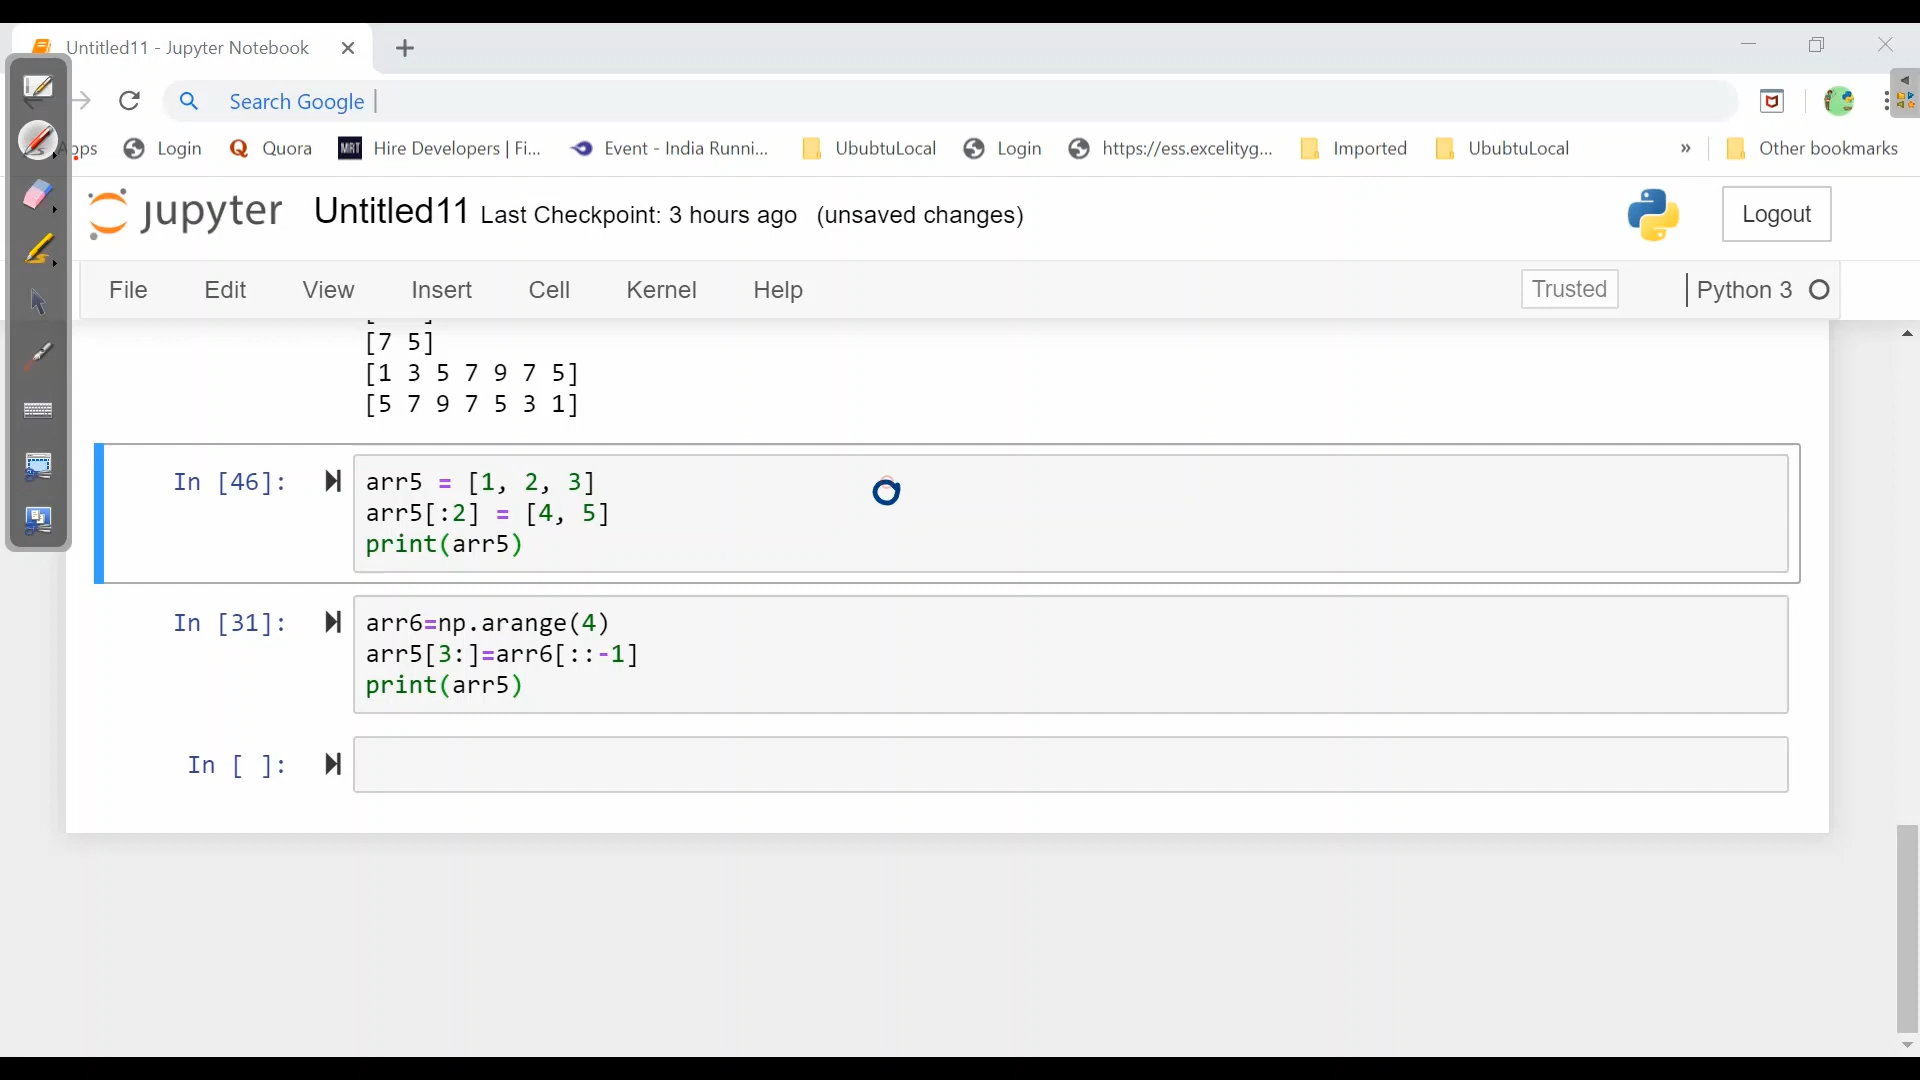 Untitled11 - Jupyter Notebook
Search Google
Apps
Login
Quora
MRT
Hire Developers | Fi...
Event - India Runni...
UbubtuLocal
Login
https://ess.excelityg...
Imported
UbubtuLocal
»
Other bookmarks
jupyter Untitled11 Last Checkpoint: 3 hours ago (unsaved changes)
Logout
File Edit View Insert Cell Kernel Help
Trusted
Python 3
[7 5]
[1 3 5 7 9 7 5]
[5 7 9 7 5 3 1]
In [46]:
arr5 = [1, 2, 3]
arr5[:2] = [4, 5]
print(arr5)
In [31]:
arr6=np.arange(4)
arr5[3:]=arr6[::-1]
print(arr5)
In [ ]: